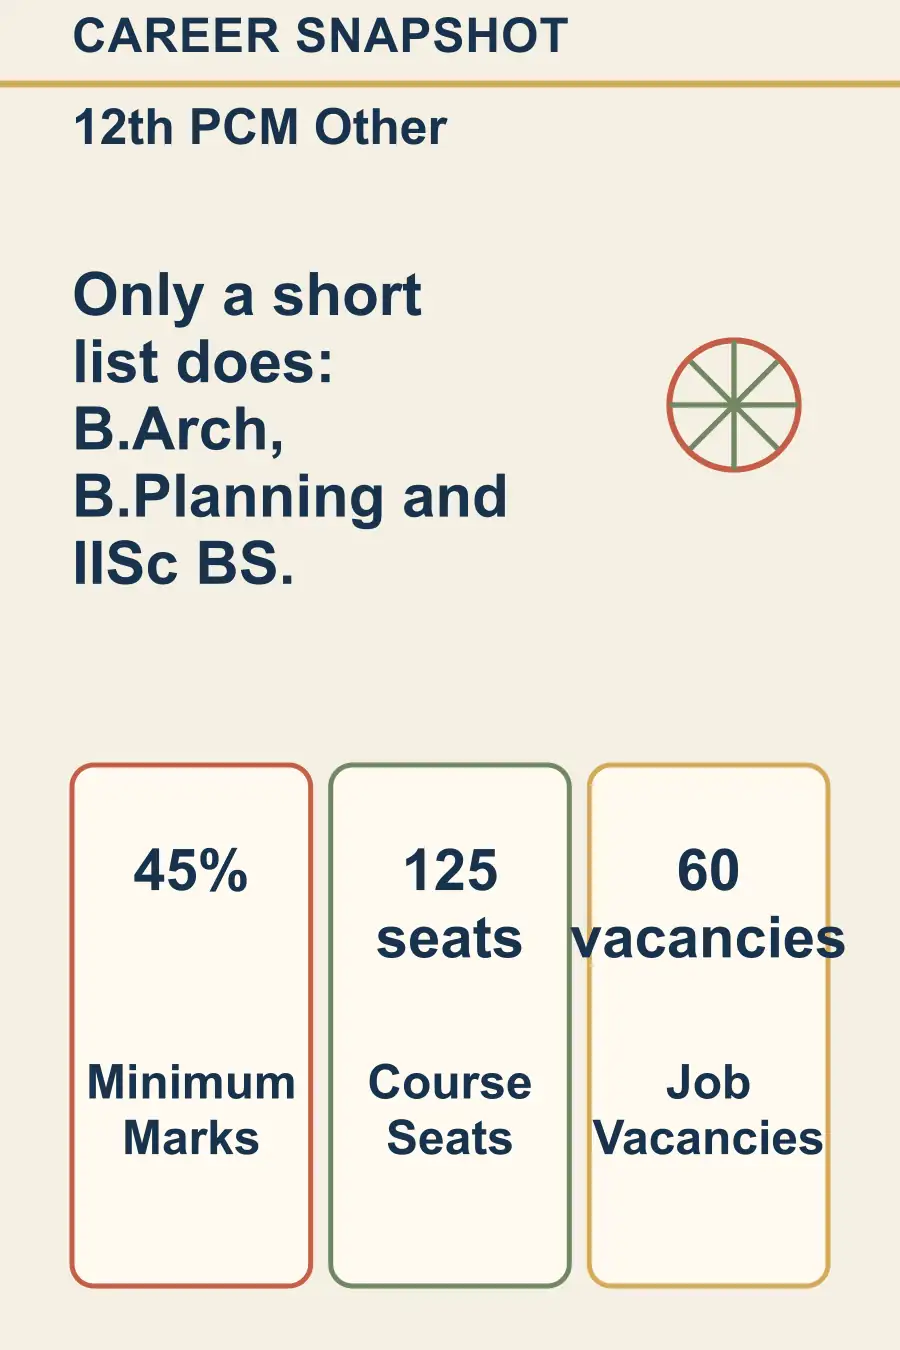 CAREER SNAPSHOT
12th PCM Other
Only a short
list does:
B.Arch,
B.Planning and
IISc BS.
45%
Minimum
Marks
125
seats
Course
Seats
60
vacancies
Job
Vacancies